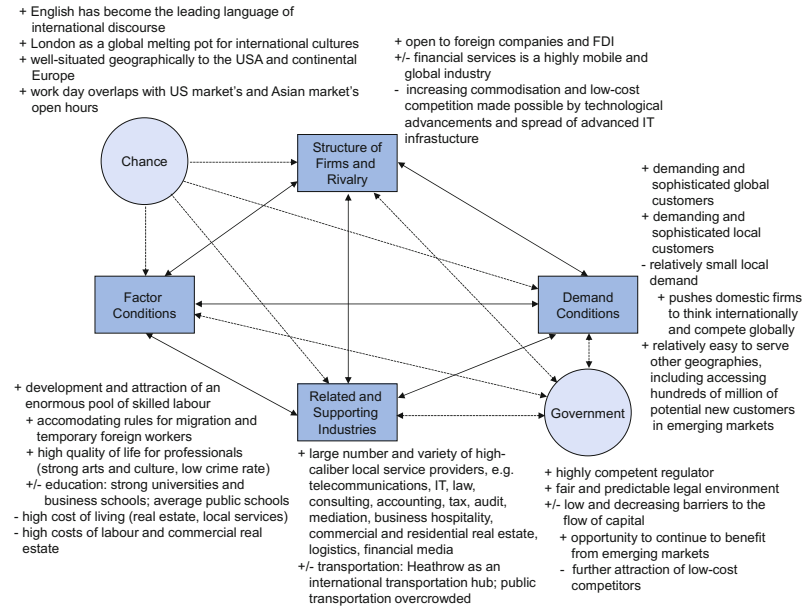 + English has become the leading language of
international discourse
+ London as a global melting pot for international cultures
+ well-situated geographically to the USA and continental
Europe
+ work day overlaps with US market's and Asian market's
open hours
+ open to foreign companies and FDI
+/- financial services is a highly mobile and
global industry
- increasing commodisation and low-cost
competition made possible by technological
advancements and spread of advanced IT
infrastucture
Chance
Structure of
Firms and
Rivalry
+ demanding and
sophisticated global
customers
+ demanding and
sophisticated local
customers
- relatively small local
demand
+ pushes domestic firms
to think internationally
and compete globally
+ relatively easy to serve
other geographies,
including accessing
hundreds of million of
potential new customers
in emerging markets
Factor
Conditions
Demand
Conditions
+ development and attraction of an
enormous pool of skilled labour
+ accomodating rules for migration and
temporary foreign workers
+ high quality of life for professionals
(strong arts and culture, low crime rate)
+/- education: strong universities and
business schools; average public schools
- high cost of living (real estate, local services)
- high costs of labour and commercial real
estate
Related and
Supporting
Industries
Government
+ large number and variety of high-
caliber local service providers, e.g.
telecommunications, IT, law,
consulting, accounting, tax, audit,
mediation, business hospitality,
commercial and residential real estate,
logistics, financial media
+/- transportation: Heathrow as an
international transportation hub; public
transportation overcrowded
+ highly competent regulator
+ fair and predictable legal environment
+/- low and decreasing barriers to the
flow of capital
+ opportunity to continue to benefit
from emerging markets
- further attraction of low-cost
competitors